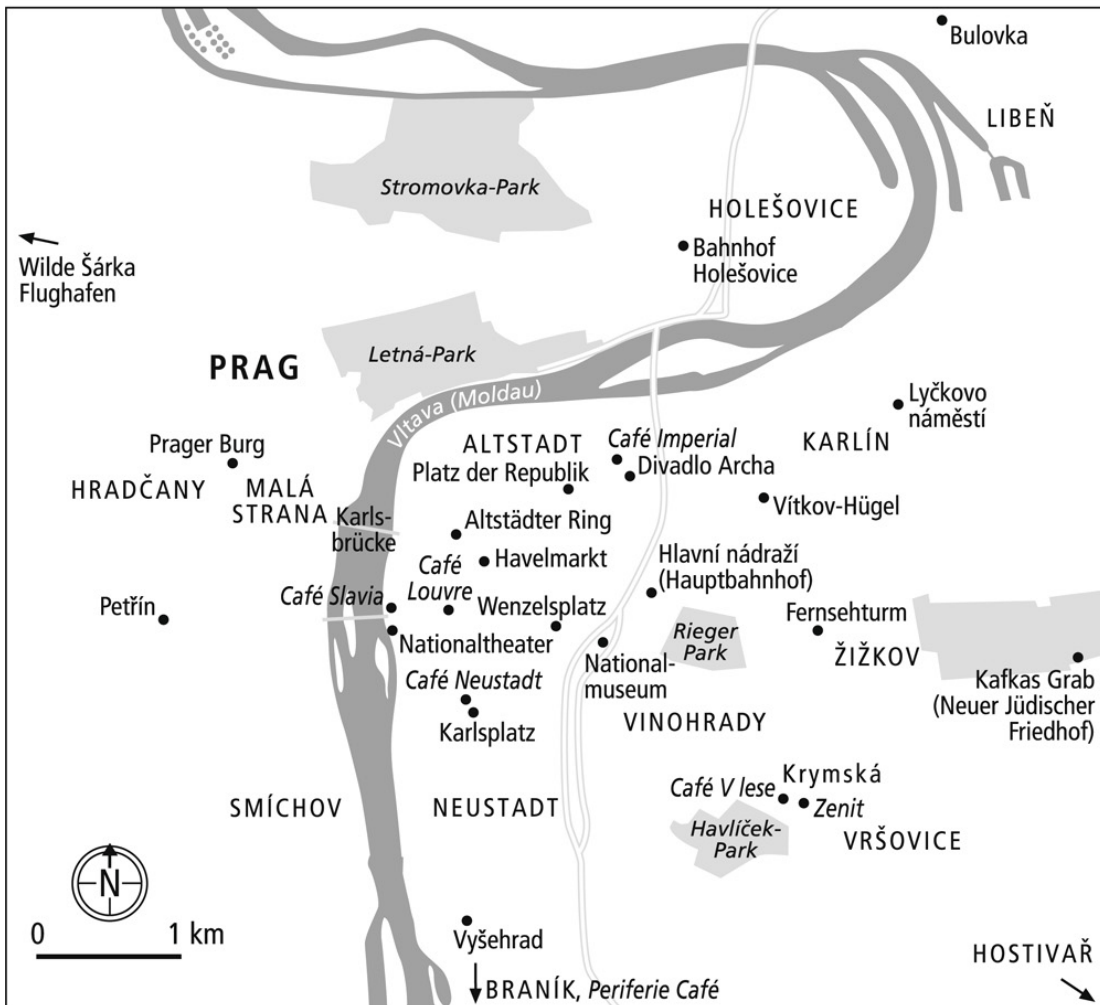 Bulovka
LIBEŇ
Stromovka-Park
HOLEŠOVICE
Bahnhof
Holešovice
Wilde Šárka
Flughafen
Letná-Park
PRAG
Vltava (Moldau)
Lyčkovo
náměstí
KARLÍN
ALTSTADT
Café Imperial
Divadlo Archa
Platz der Republik
Prager Burg
HRADČANY
MALÁ
STRANA
Karls-
brücke
Vítkov-Hügel
Altstädter Ring
Havelmarkt
Café
Louvre
Hlavní nádraží
(Hauptbahnhof)
Café Slavia
Wenzelsplatz
Petřín
Nationaltheater
Rieger
Park
Fernsehturm
ŽIŽKOV
National-
museum
Kafkas Grab
(Neuer Jüdischer
Friedhof)
Café Neustadt
Karlsplatz
VINOHRADY
Krymská
Café V lese
Zenit
SMÍCHOV
NEUSTADT
Havlíček-
Park
VRŠOVICE
N
0 1 km
Vyšehrad
HOSTIVAŘ
BRANÍK, Periferie Café